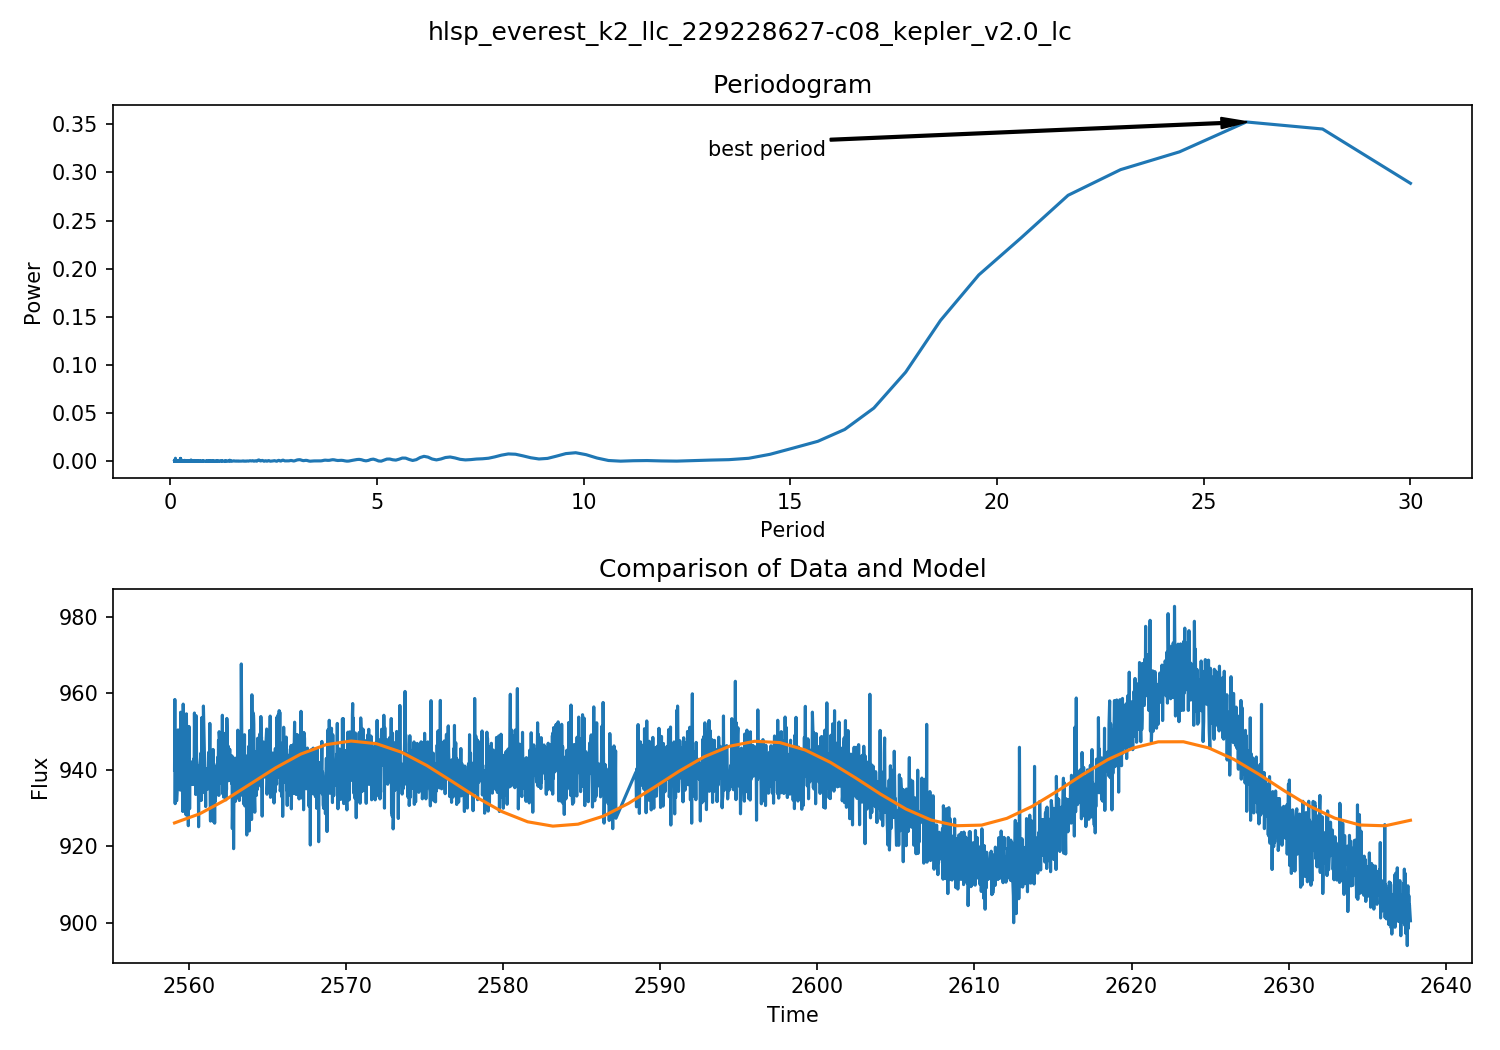 hlsp_everest_k2_llc_229228627-c08_kepler_v2.0_lc
Periodogram
0.35
0.30
0.25
0.20
0.15
0.10
0.05
0.00
Power
best period
0 5 10 15 20 25 30
Period
Comparison of Data and Model
980
960
940
920
900
Flux
2560 2570 2580 2590 2600 2610 2620 2630 2640
Time